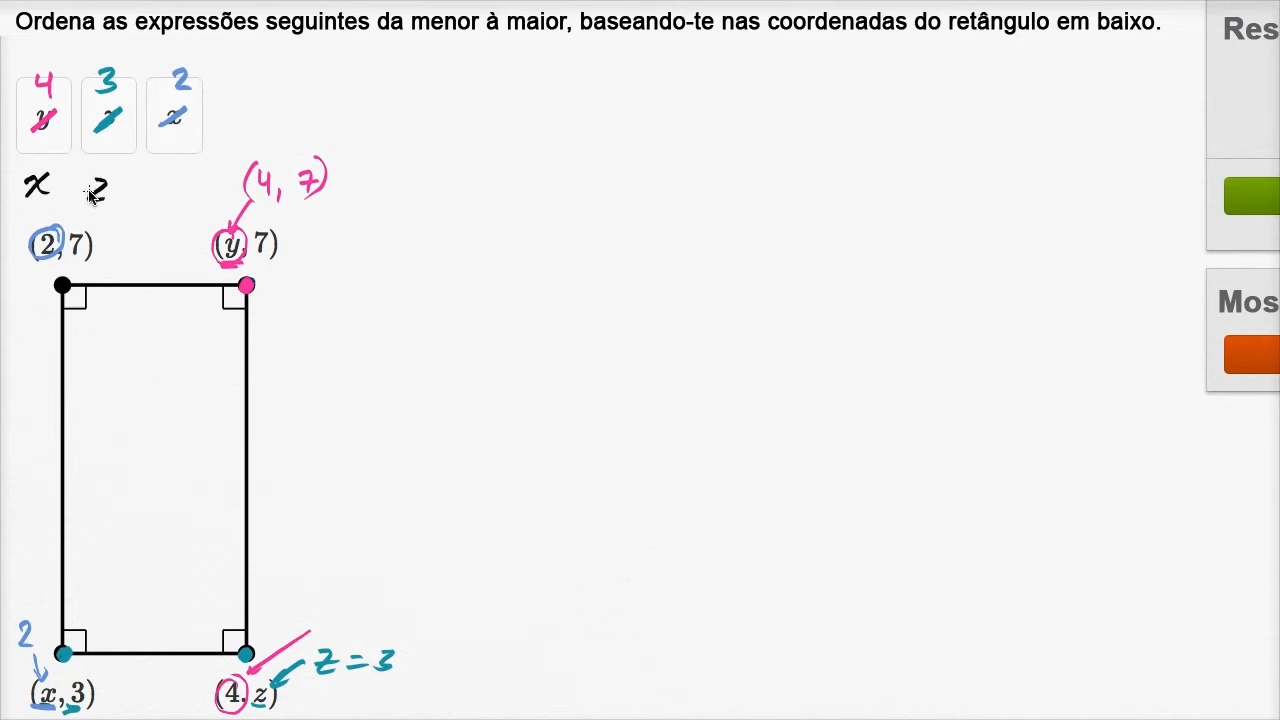 Ordena as expressões seguintes da menor à maior, baseando-te nas coordenadas do retângulo em baixo.
Res
4 3 2
y x
x z
(4, 7)
(2, 7) (y, 7)
Mos
2
z = 3
(x, 3) (4, z)